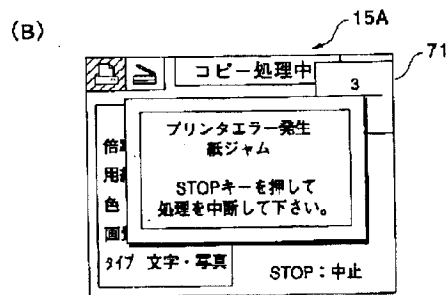 (B)
15A
71
コピー処理中
3
プリンタエラー発生
紙ジャム
STOPキーを押して
処理を中断して下さい。
倍
用
色
画
タイプ 文字・写真
STOP：中止